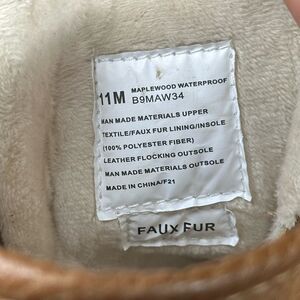 11M MAPLEWOOD WATERPROOF
B9MAW34
MAN MADE MATERIALS UPPER
TEXTILE/FAUX FUR LINING/INSOLE
(100% POLYESTER FIBER)
LEATHER FLOCKING OUTSOLE
MAN MADE MATERIALS OUTSOLE
MADE IN CHINA/F21
FAUX FUR